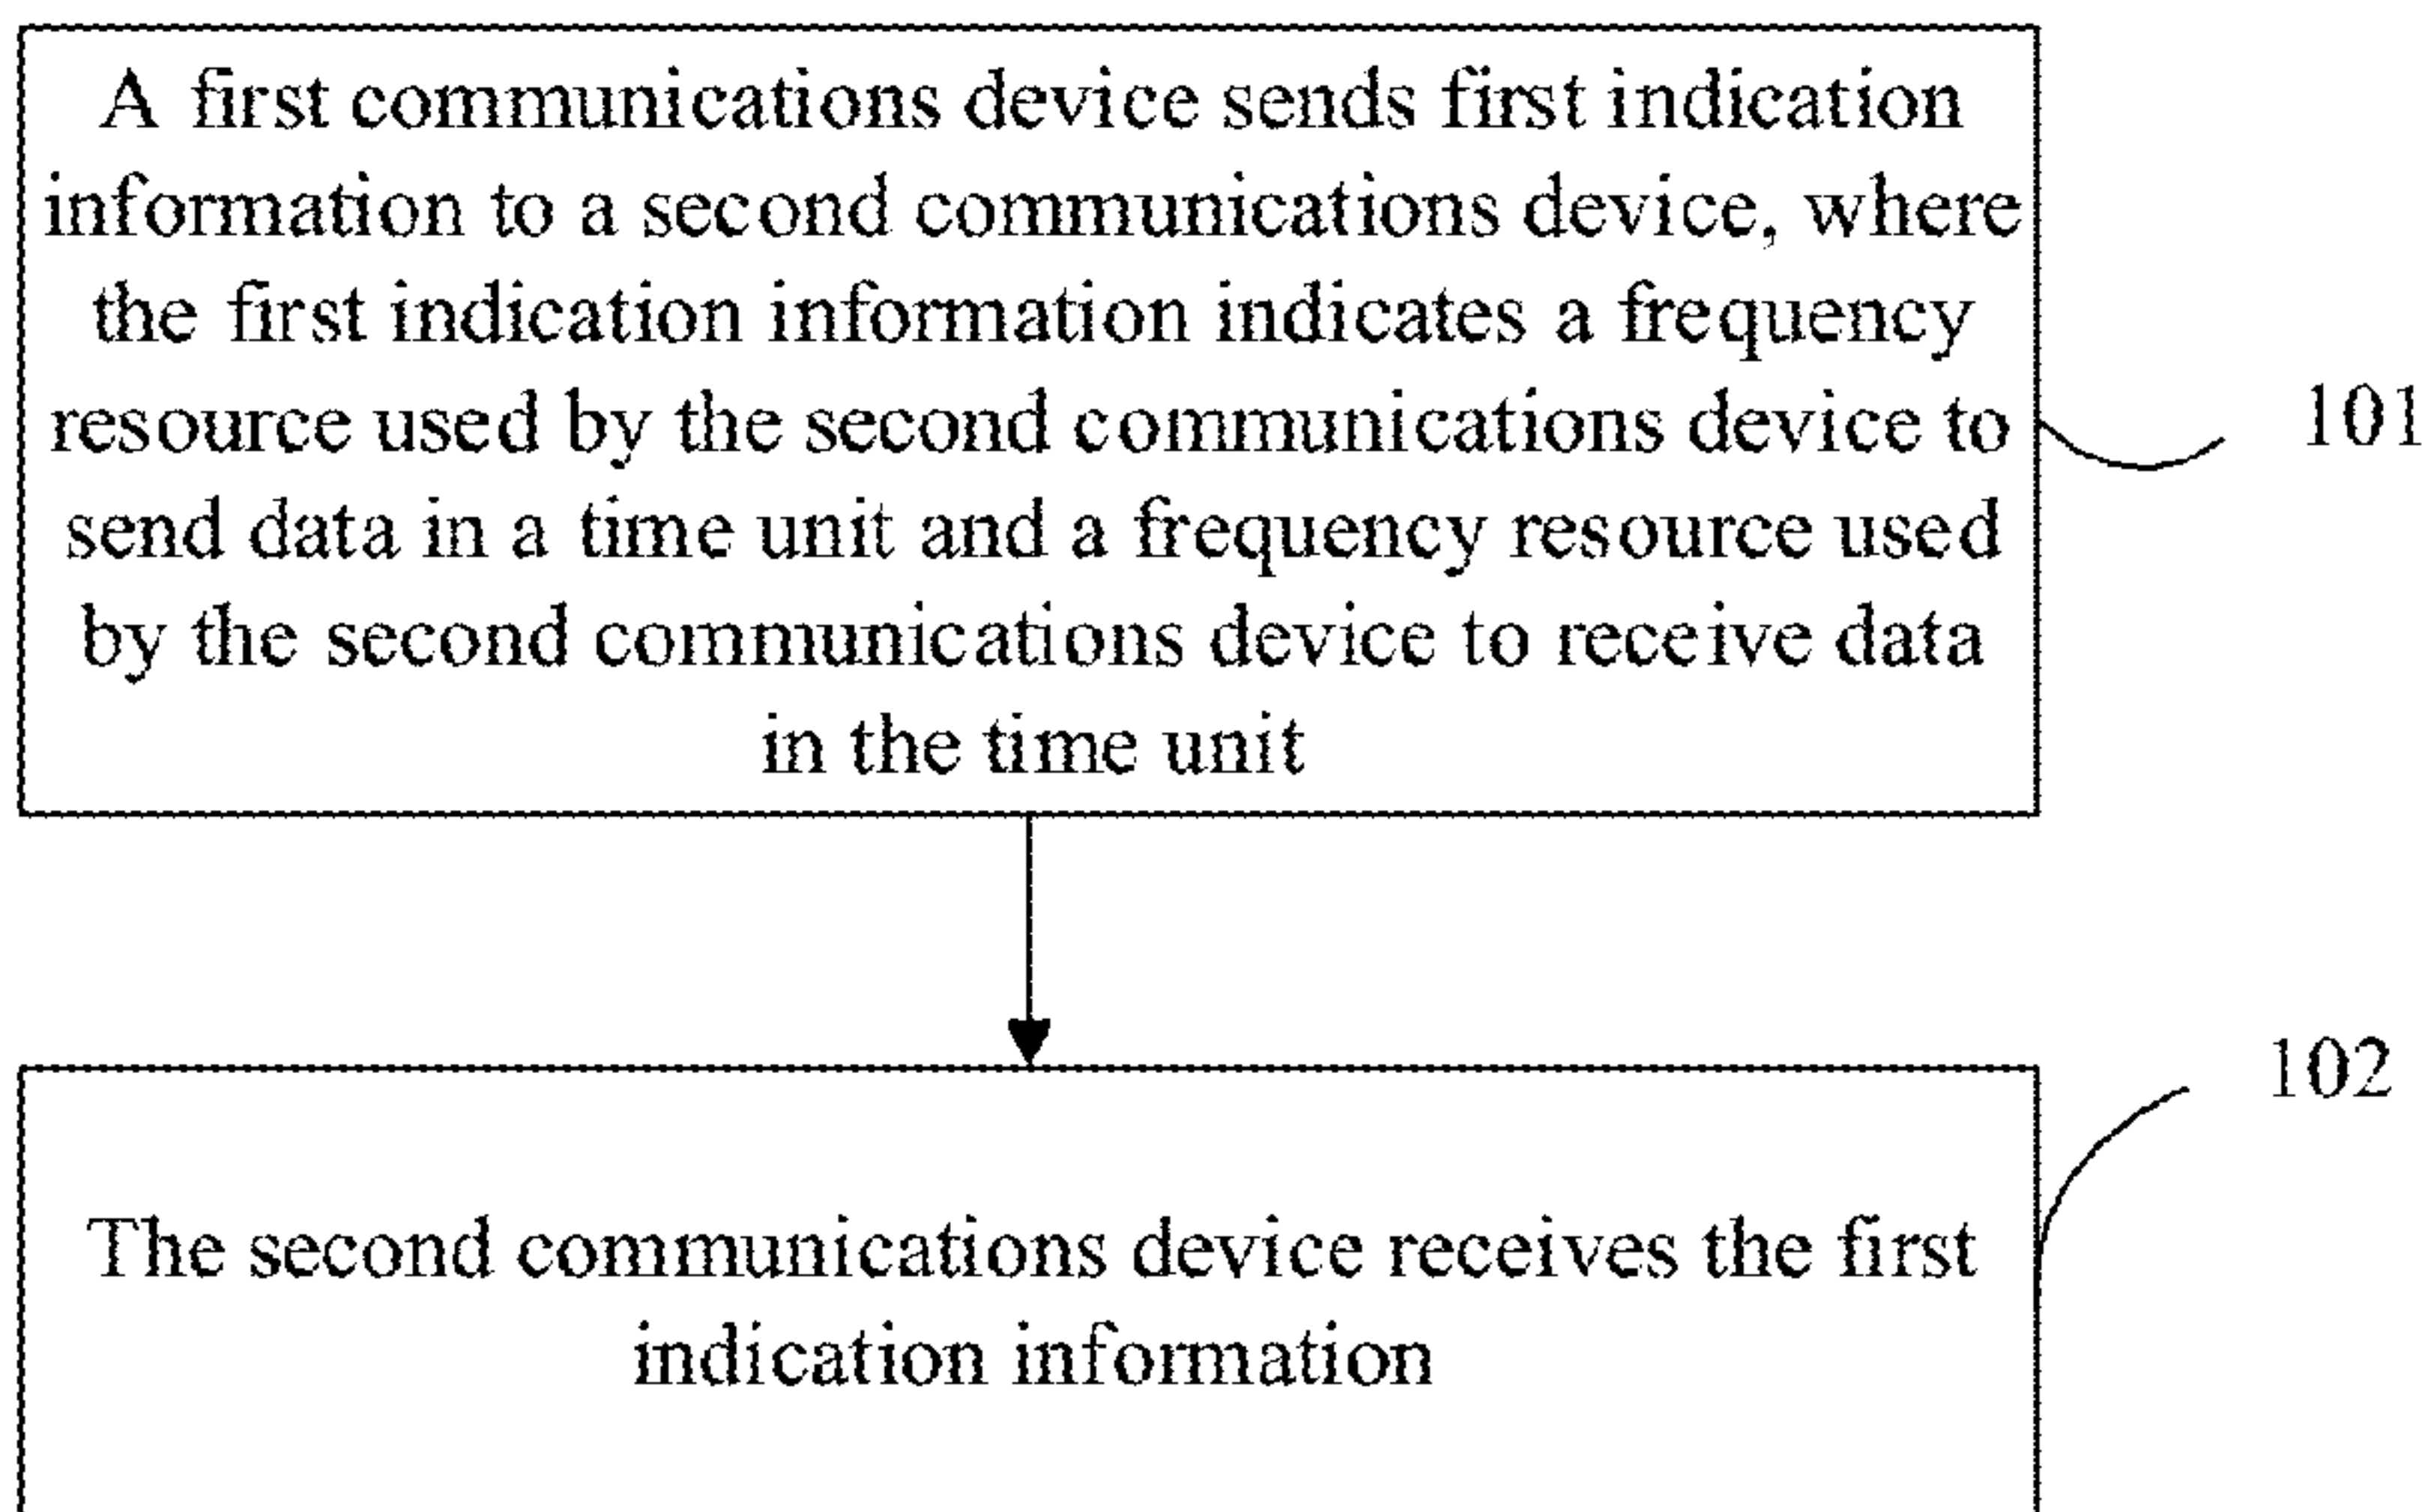 A first communications device sends first indication
information to a second communications device, where
the first indication information indicates a frequency
resource used by the second communications device to
send data in a time unit and a frequency resource used
by the second communications device to receive data
in the time unit
101
102
The second communications device receives the first
indication information